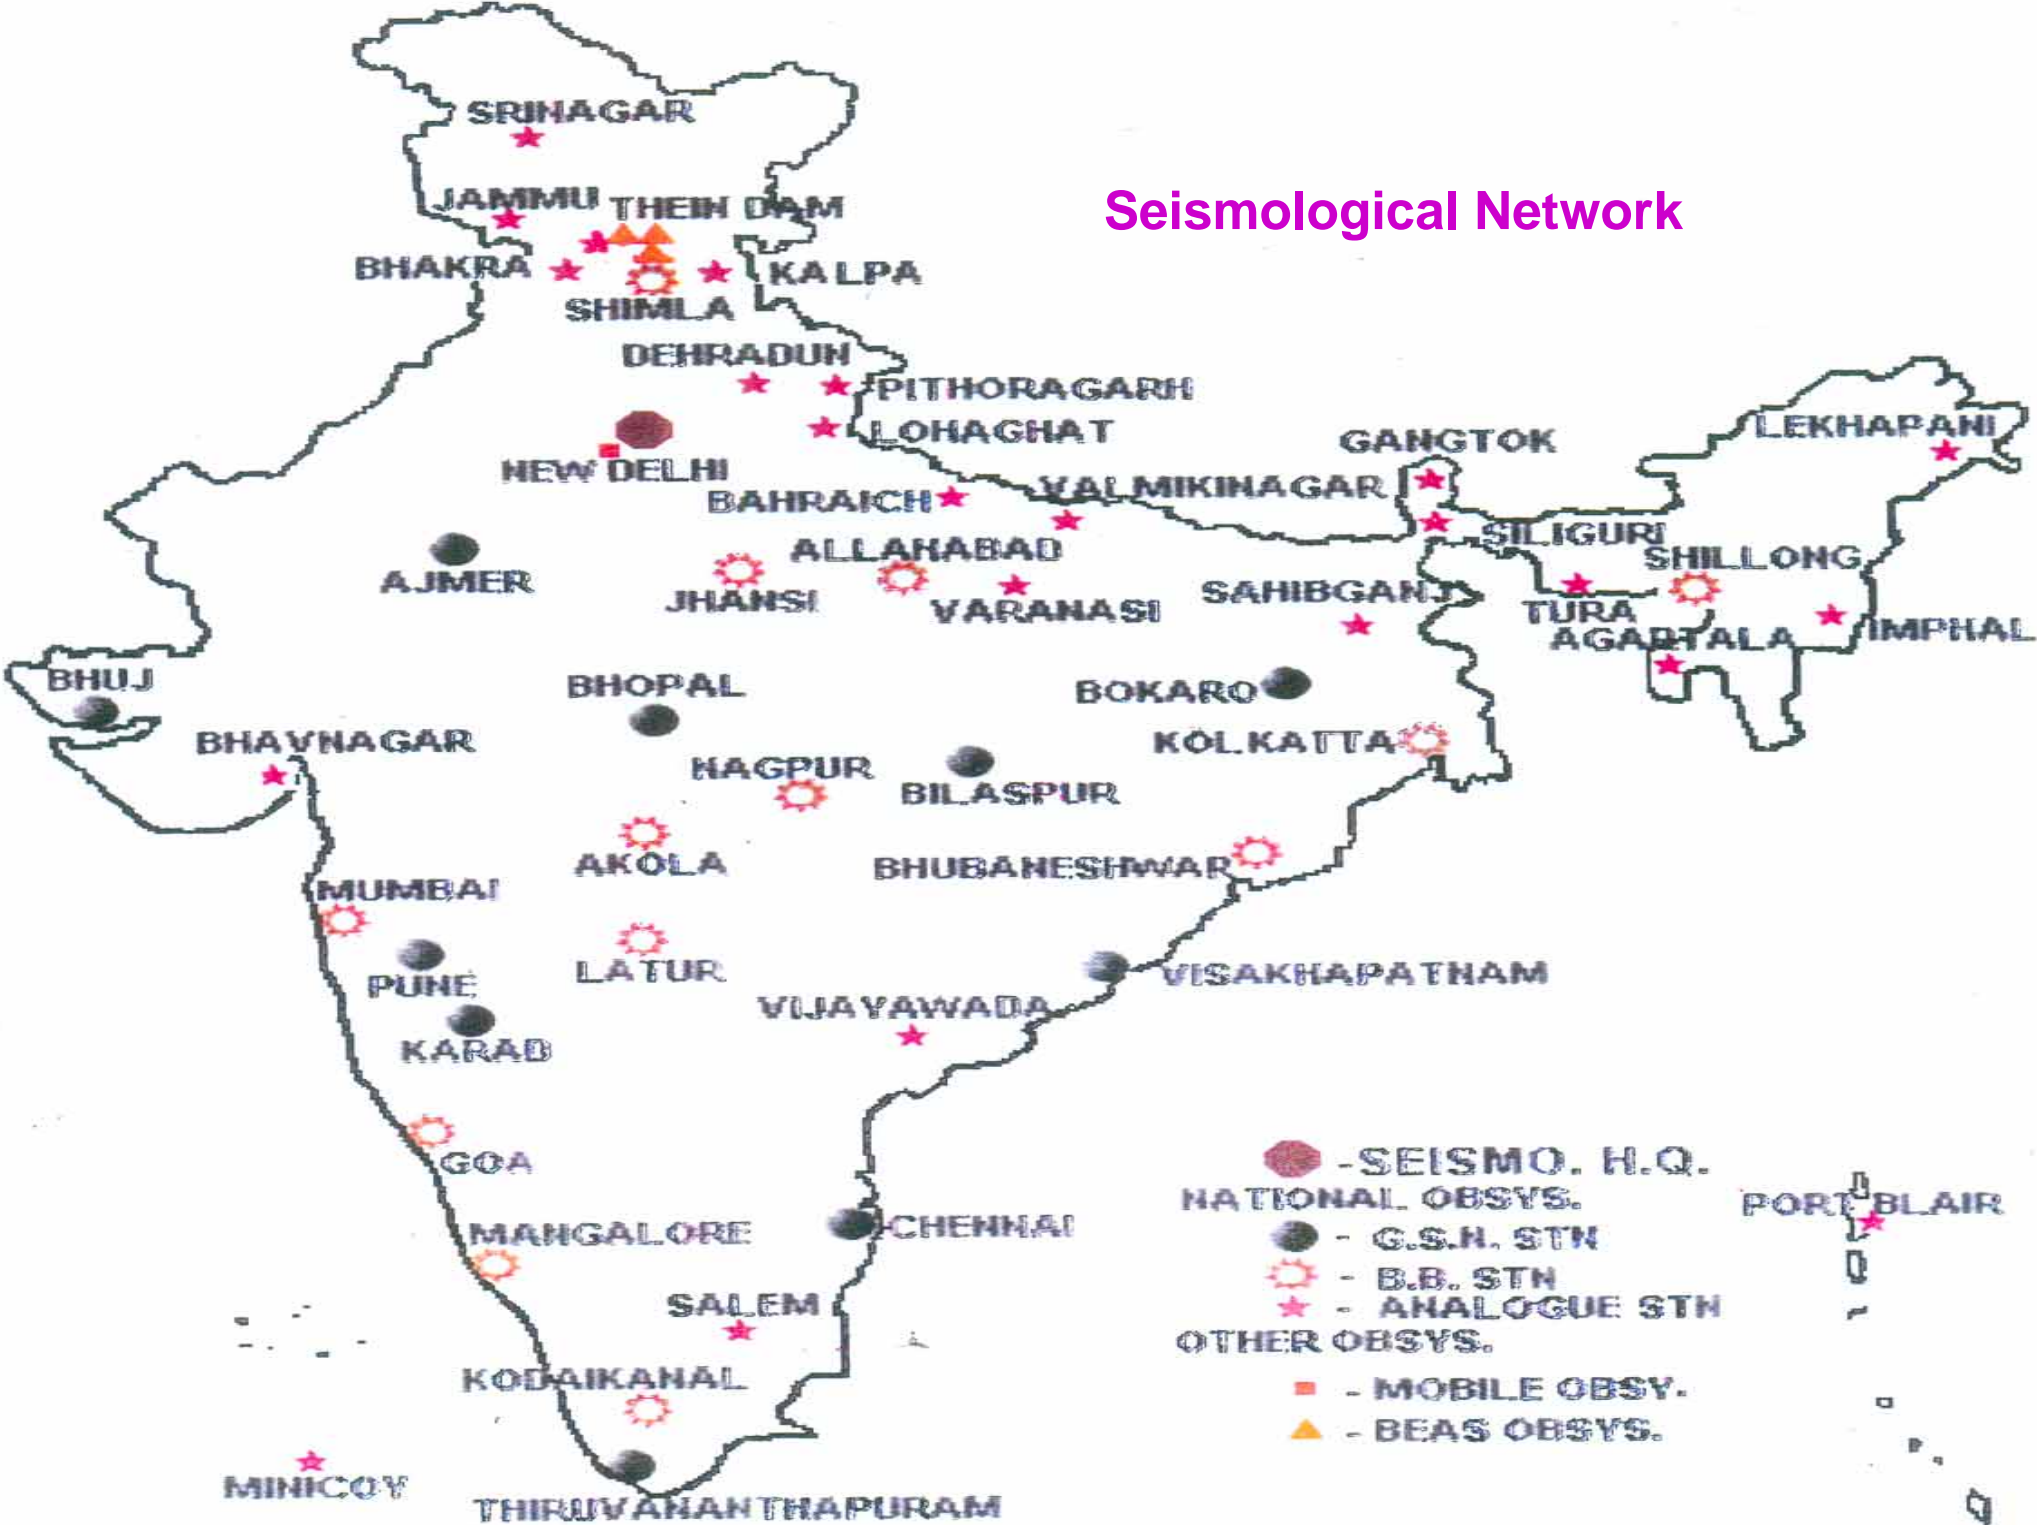 SRINAGAR
Seismological Network
JAMMU
THEIN DAM
BHAKRA
KALPA
SHIMLA
DEHRADUN
PITHORAGARH
LOHAGHAT
LEKHAPANI
GANGTOK
NEW DELHI
BAHRAICH
VALMIKINAGAR
SILIGURI
ALLAHABAD
SHILLONG
AJMER
JHANSI
VARANASI
SAHIBGANJ
TURA
AGARTALA
IMPHAL
BHUJ
BHOPAL
BOKARO
BHAVNAGAR
KOLKATTA
NAGPUR
BILASPUR
AKOLA
BHUBANESHWAR
MUMBAI
LATUR
VISAKHAPATNAM
PUNE
VIJAYAWADA
KARAD
GOA
-SEISMO. H.Q.
NATIONAL OBSYS.
PORT BLAIR
MANGALORE
CHENNAI
- G.S.N. STN
- B.B. STN
SALEM
- ANALOGUE STN
OTHER OBSYS.
KODAIKANAL
- MOBILE OBSY.
- BEAS OBSYS.
MINICOY
THIRUVANANTHAPURAM